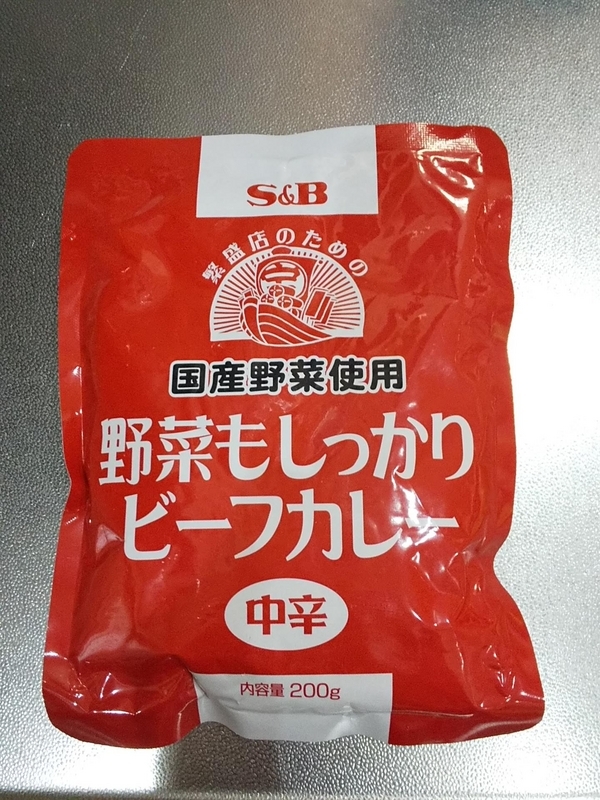 S&B
繁盛店のための
国産野菜使用
野菜もしっかり
ビーフカレー
中辛
内容量 200g